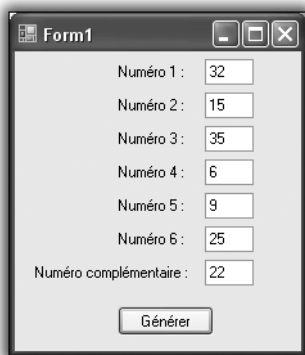 Form1
Numéro 1 : 32
Numéro 2 : 15
Numéro 3 : 35
Numéro 4 : 6
Numéro 5 : 9
Numéro 6 : 25
Numéro complémentaire : 22
Générer